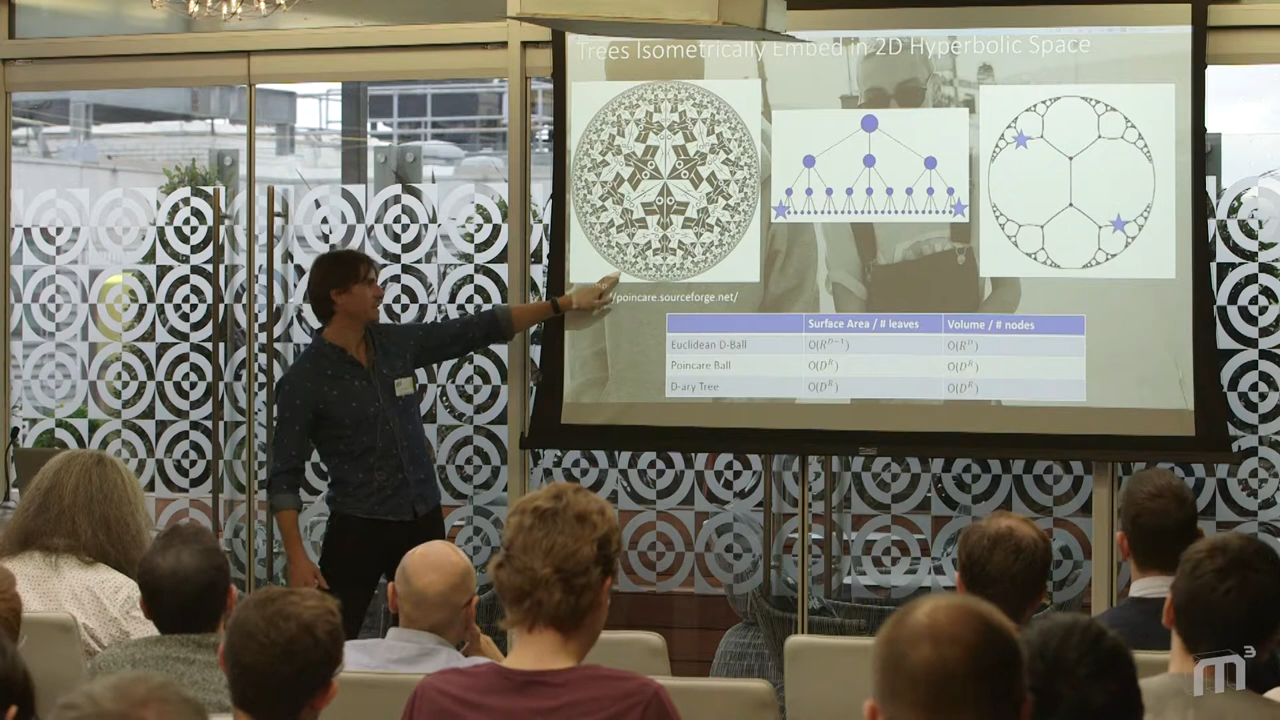 Trees Isometrically Embed in 2D Hyperbolic Space
/poincare.sourceforge.net/
Surface Area / # leaves Volume / # nodes
Euclidean D-Ball O(R^{D-1}) O(R^D)
Poincare Ball O(D^R) O(D^R)
D-ary Tree O(D^R) O(D^R)
m3